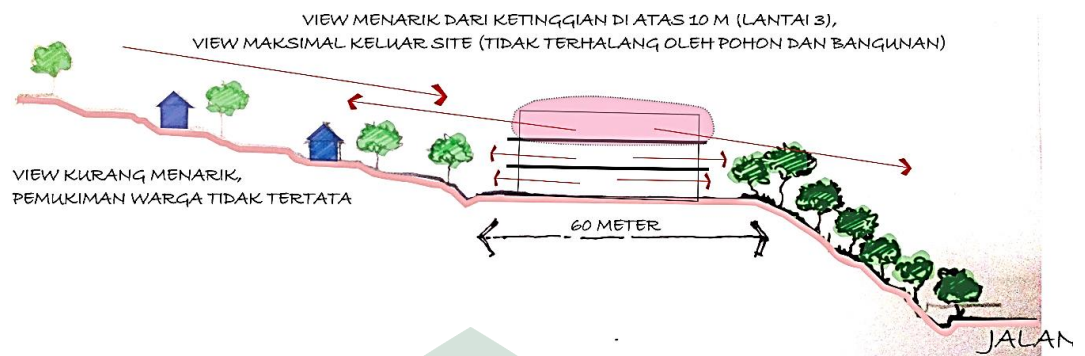 VIEW MENARIK DARI KETINGGIAN DI ATAS 10 M (LANTAI 3),
VIEW MAKSIMAL KELUAR SITE (TIDAK TERHALANG OLEH POHON DAN BANGUNAN)
VIEW KURANG MENARIK,
PEMUKIMAN WARGA TIDAK TERTATA
60 METER
JALAN